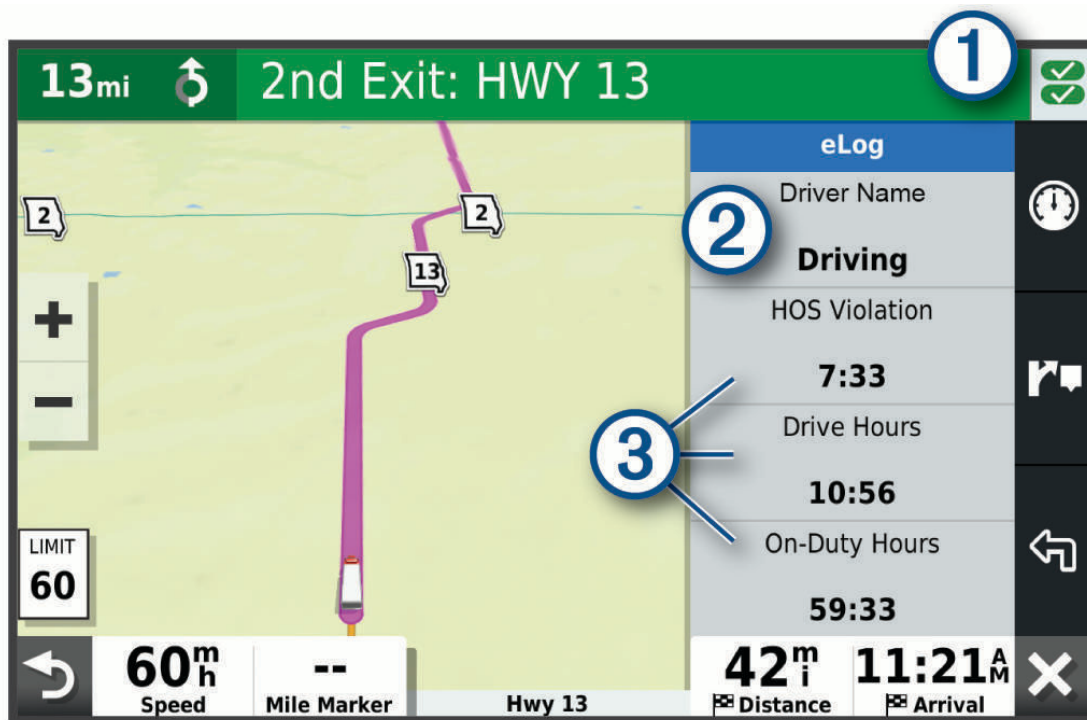 1
13mi 2nd Exit: HWY 13
eLog
Driver Name
2
Driving
2
2
13
HOS Violation
7:33
+
−
3
Drive Hours
10:56
LIMIT
60
On-Duty Hours
59:33
60mh
Speed
--
Mile Marker
Hwy 13
42mi
Distance
11:21AM
Arrival